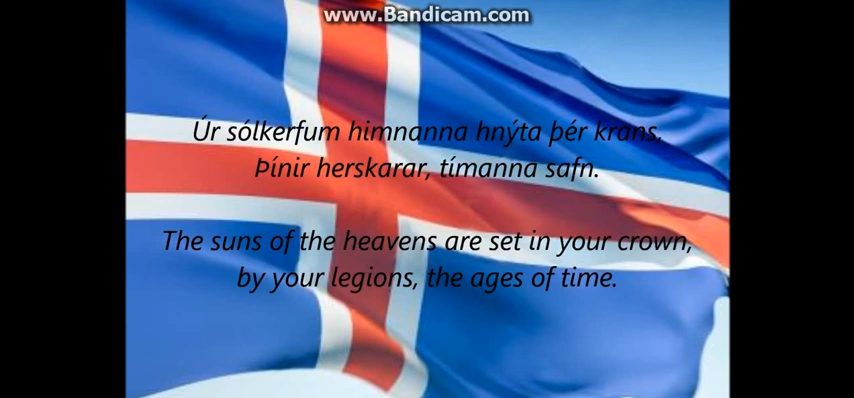 www.Bandicam.com
Úr sólkerfum himnanna hnýta þér krans,
Þínir herskarar, tímanna safn.
The suns of the heavens are set in your crown,
by your legions, the ages of time.